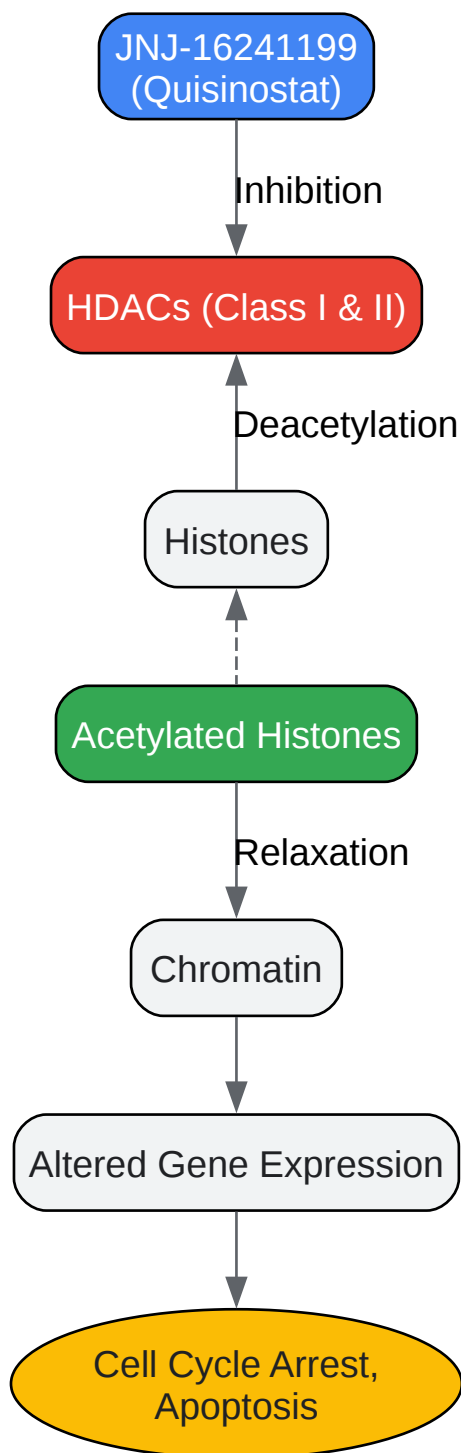 JNJ-16241199
(Quisinostat)
Inhibition
HDACs (Class I & II)
Deacetylation
Histones
Acetylated Histones
Relaxation
Chromatin
Altered Gene Expression
Cell Cycle Arrest,
Apoptosis